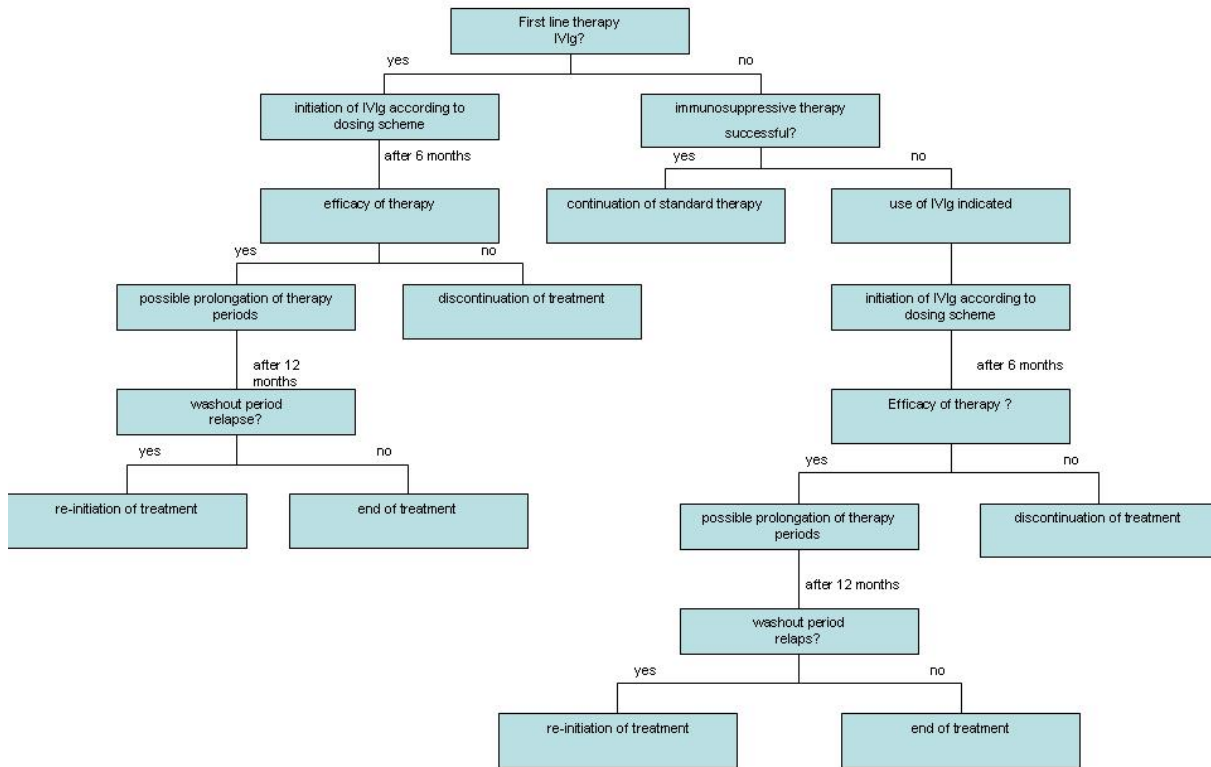 First line therapy
IVIg?
yes
no
initiation of IVIg according to
dosing scheme
immunosuppressive therapy
successful?
after 6 months
yes
no
efficacy of therapy
continuation of standard therapy
use of IVIg indicated
yes
no
possible prolongation of therapy
periods
discontinuation of treatment
initiation of IVIg according to
dosing scheme
after 12
months
after 6 months
washout period
relapse?
Efficacy of therapy ?
yes
no
yes
no
re-initiation of treatment
end of treatment
possible prolongation of therapy
periods
discontinuation of treatment
after 12 months
washout period
relaps?
yes
no
re-initiation of treatment
end of treatment